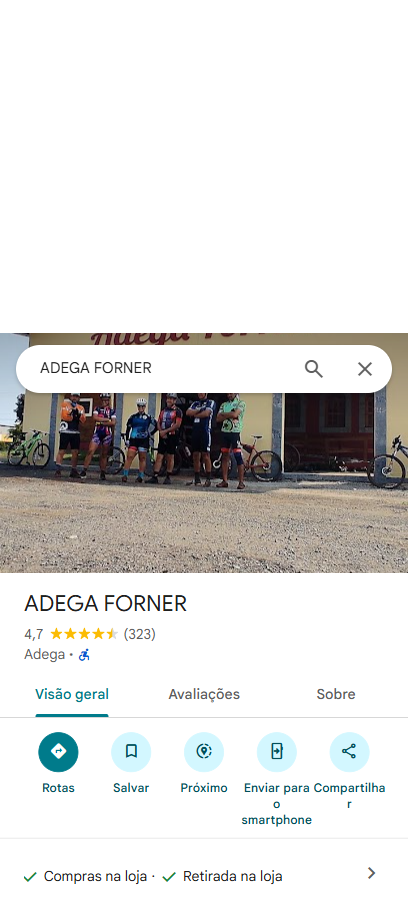 Adega
ADEGA FORNER
ADEGA FORNER
4,7 (323)
Adega ·
Visão geral Avaliações Sobre
Rotas Salvar Próximo Enviar para o smartphone Compartilhar
Compras na loja · Retirada na loja